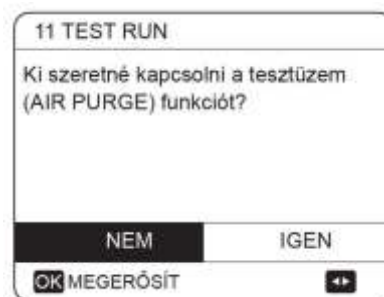 11 TEST RUN
Ki szeretné kapcsolni a tesztüzem
(AIR PURGE) funkciót?
NEM IGEN
OK MEGERŐSÍT